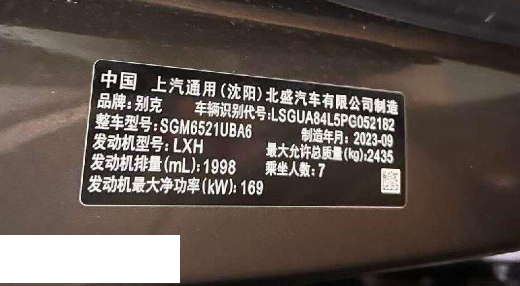 中国 上汽通用(沈阳)北盛汽车有限公司制造
品牌:别克 车辆识别代号:LSGUA84L5PG052182
整车型号:SGM6521UBA6 制造年月:2023-09
发动机型号:LXH 最大允许总质量(kg):2435
发动机排量(mL):1998 乘坐人数:7
发动机最大净功率(kW):169